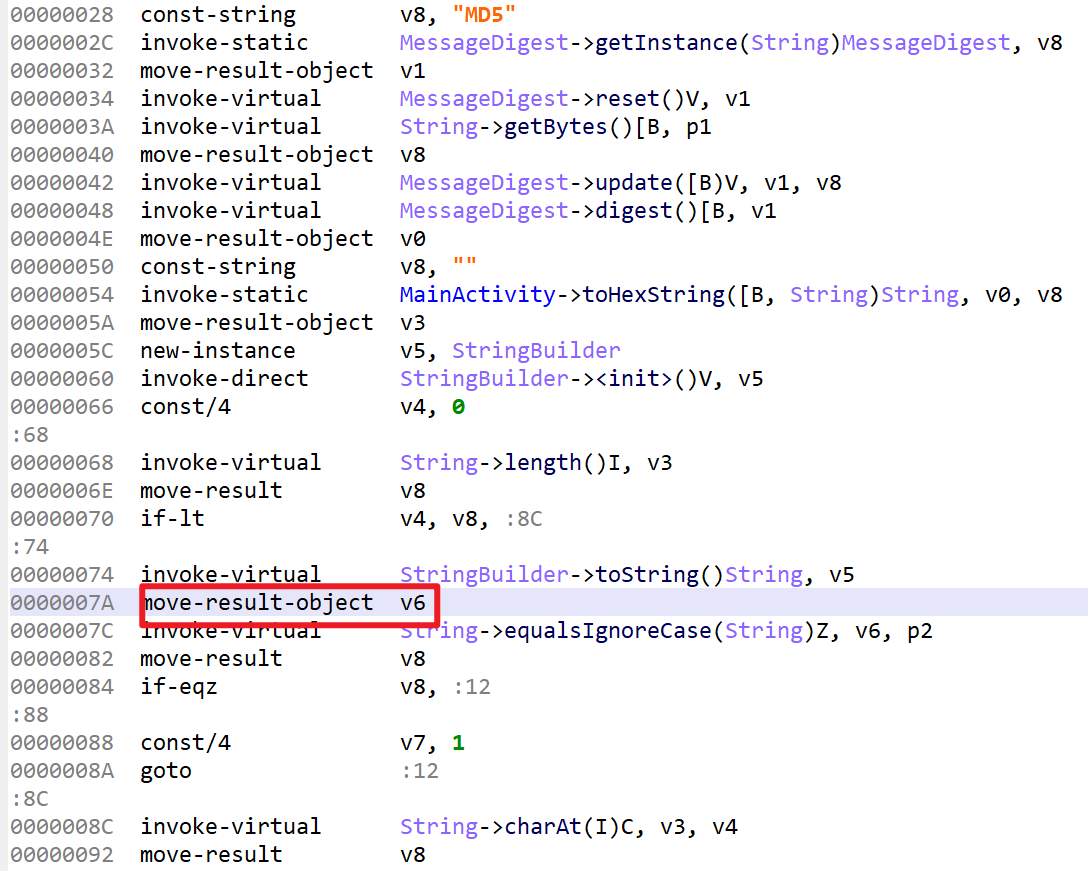 00000028 const-string v8, "MD5"
0000002C invoke-static MessageDigest->getInstance(String)MessageDigest, v8
00000032 move-result-object v1
00000034 invoke-virtual MessageDigest->reset()V, v1
0000003A invoke-virtual String->getBytes()[B, p1
00000040 move-result-object v8
00000042 invoke-virtual MessageDigest->update([B)V, v1, v8
00000048 invoke-virtual MessageDigest->digest()[B, v1
0000004E move-result-object v0
00000050 const-string v8, ""
00000054 invoke-static MainActivity->toHexString([B, String)String, v0, v8
0000005A move-result-object v3
0000005C new-instance v5, StringBuilder
00000060 invoke-direct StringBuilder-><init>()V, v5
00000066 const/4 v4, 0
:68
00000068 invoke-virtual String->length()I, v3
0000006E move-result v8
00000070 if-lt v4, v8, :8C
:74
00000074 invoke-virtual StringBuilder->toString()String, v5
0000007A move-result-object v6
0000007C invoke-virtual String->equalsIgnoreCase(String)Z, v6, p2
00000082 move-result v8
00000084 if-eqz v8, :12
:88
00000088 const/4 v7, 1
0000008A goto :12
:8C
0000008C invoke-virtual String->charAt(I)C, v3, v4
00000092 move-result v8